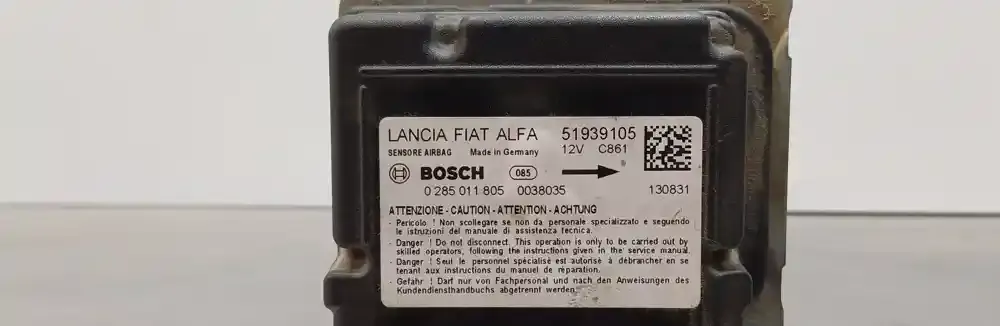 LANCIA FIAT ALFA 51939105
SENSORE AIRBAG Made in Germany 12V C861
BOSCH 085
0 285 011 805 0038035 130831
ATTENZIONE - CAUTION - ATTENTION - ACHTUNG
- Pericolo ! Non scollegare se non da personale specializzato e seguendo
le istruzioni del manuale di assistenza tecnica.
- Danger ! Do not disconnect. This operation is only to be carried out by
skilled operators, following the instructions given in the service manual.
- Danger ! Seul le personnel spécialisé est autorisé à débrancher en se
tenant aux instructions du manuel de réparation.
- Gefahr ! Darf nur von Fachpersonal und nach den Anweisungen des
Kundendiensthandbuchs abgetrennt werden.